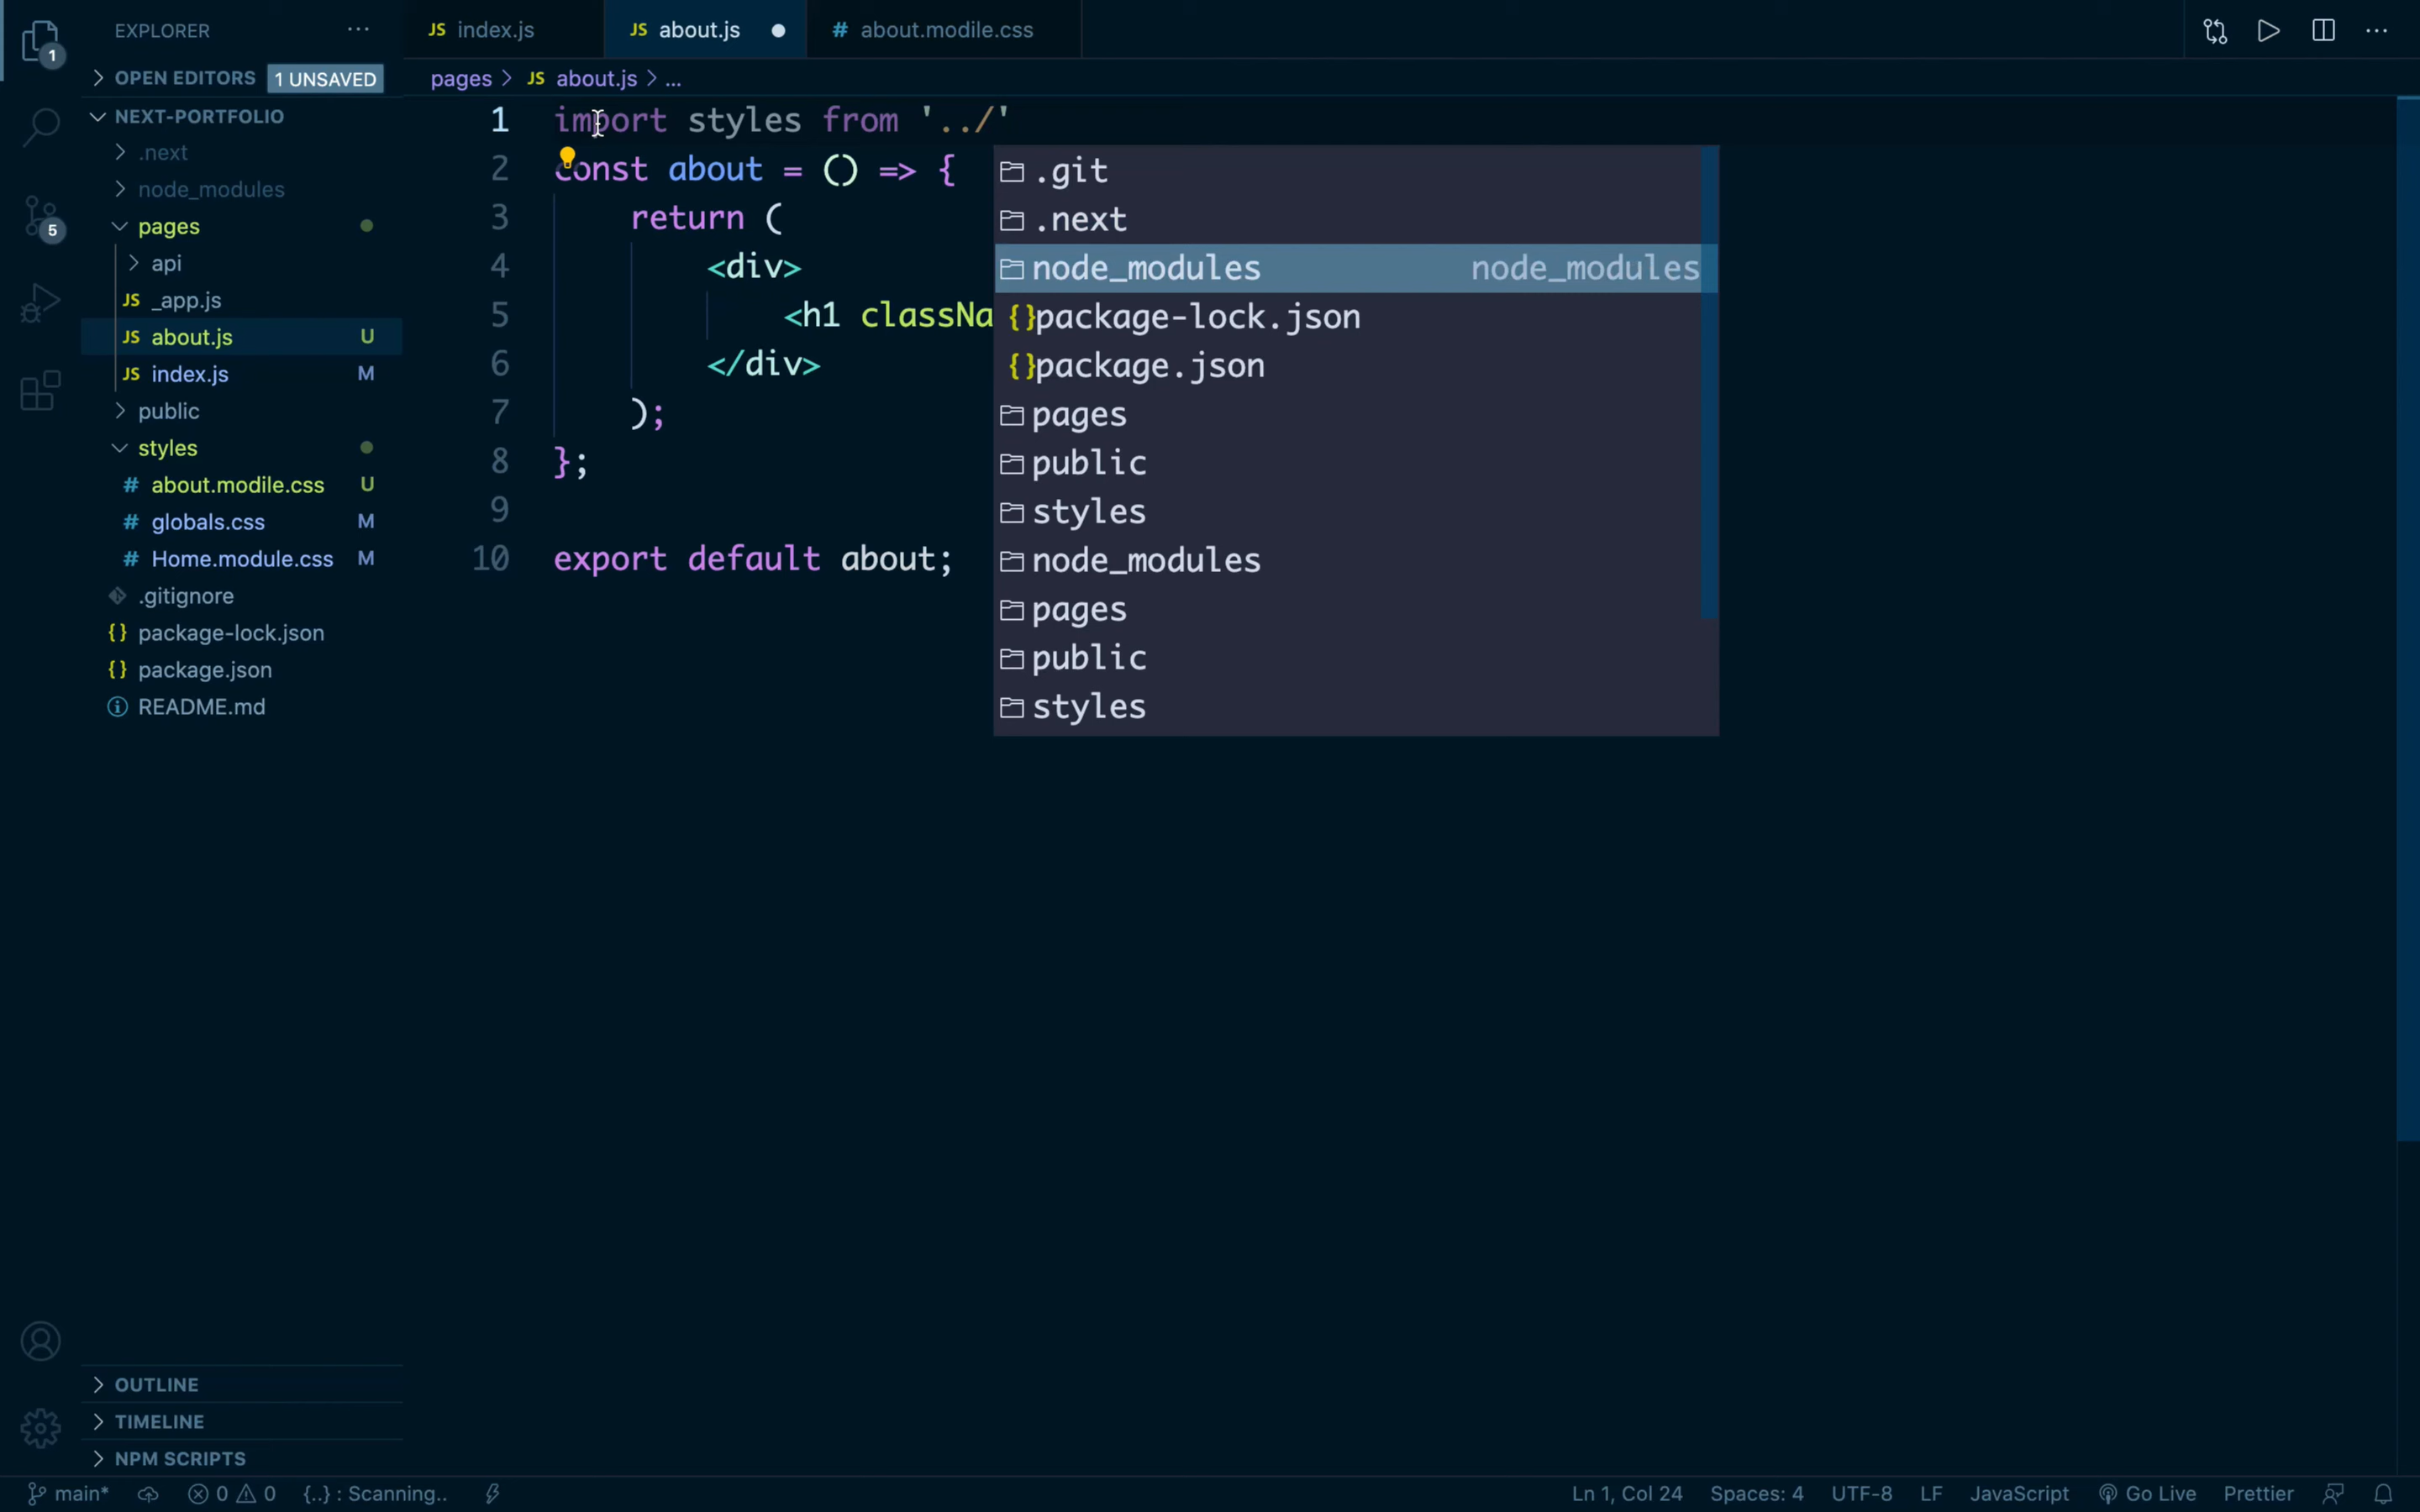 EXPLORER
OPEN EDITORS 1 UNSAVED
NEXT-PORTFOLIO
.next
node_modules
pages
api
JS _app.js
JS about.js U
JS index.js M
public
styles
# about.modile.css U
# globals.css M
# Home.module.css M
.gitignore
{} package-lock.json
{} package.json
README.md
OUTLINE
TIMELINE
NPM SCRIPTS
1
5
JS index.js
JS about.js
# about.modile.css
pages > JS about.js > ...
1 import styles from '../'
2 const about = () => {
3 return (
4 <div>
5 <h1 classNa
6 </div>
7 );
8 };
9
10 export default about;
.git
.next
node_modules node_modules
{} package-lock.json
{} package.json
pages
public
styles
node_modules
pages
public
styles
main* 0 0 {..} : Scanning.. Ln 1, Col 24 Spaces: 4 UTF-8 LF JavaScript Go Live Prettier